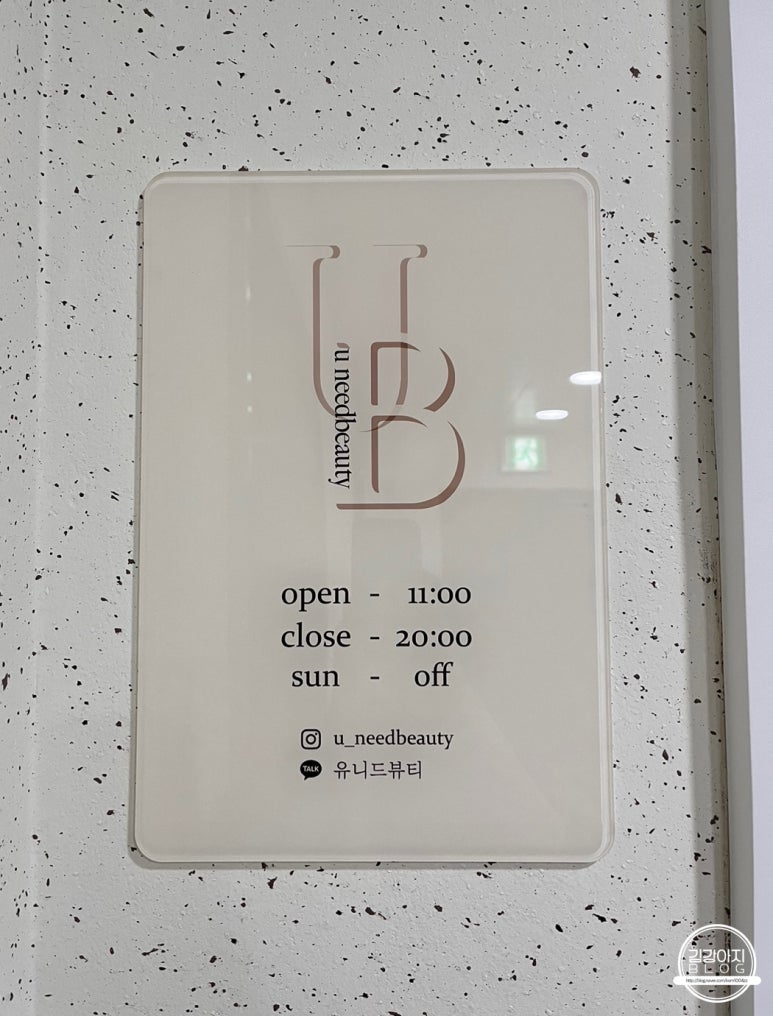 UB
u needbeauty
open - 11:00
close - 20:00
sun - off
u_needbeauty
TALK 유니드뷰티
길강아지
BLOG